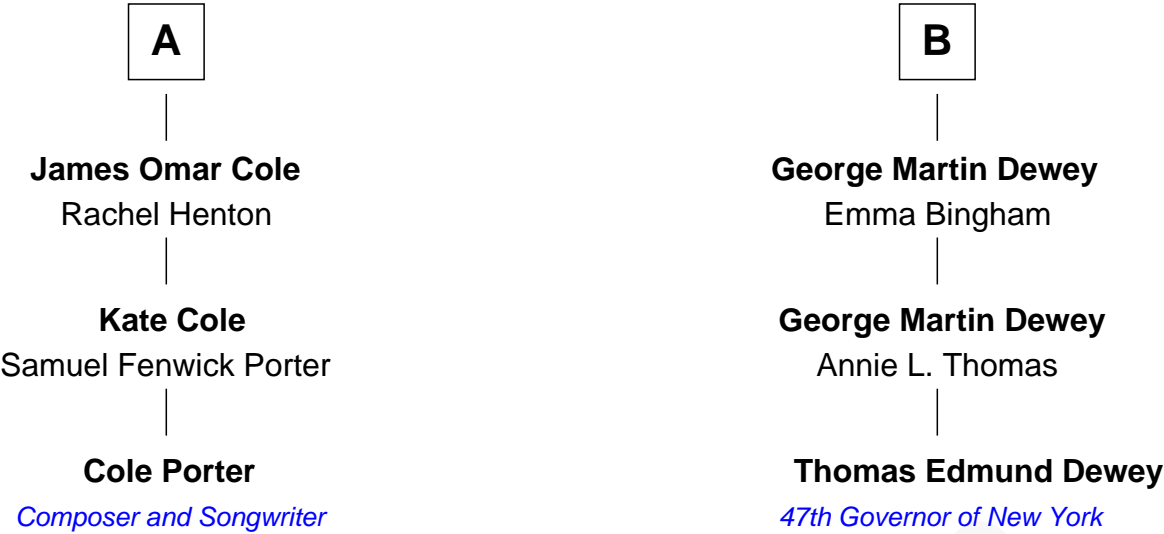 A
James Omar Cole
Rachel Henton
Kate Cole
Samuel Fenwick Porter
Cole Porter
Composer and Songwriter
B
George Martin Dewey
Emma Bingham
George Martin Dewey
Annie L. Thomas
Thomas Edmund Dewey
47th Governor of New York